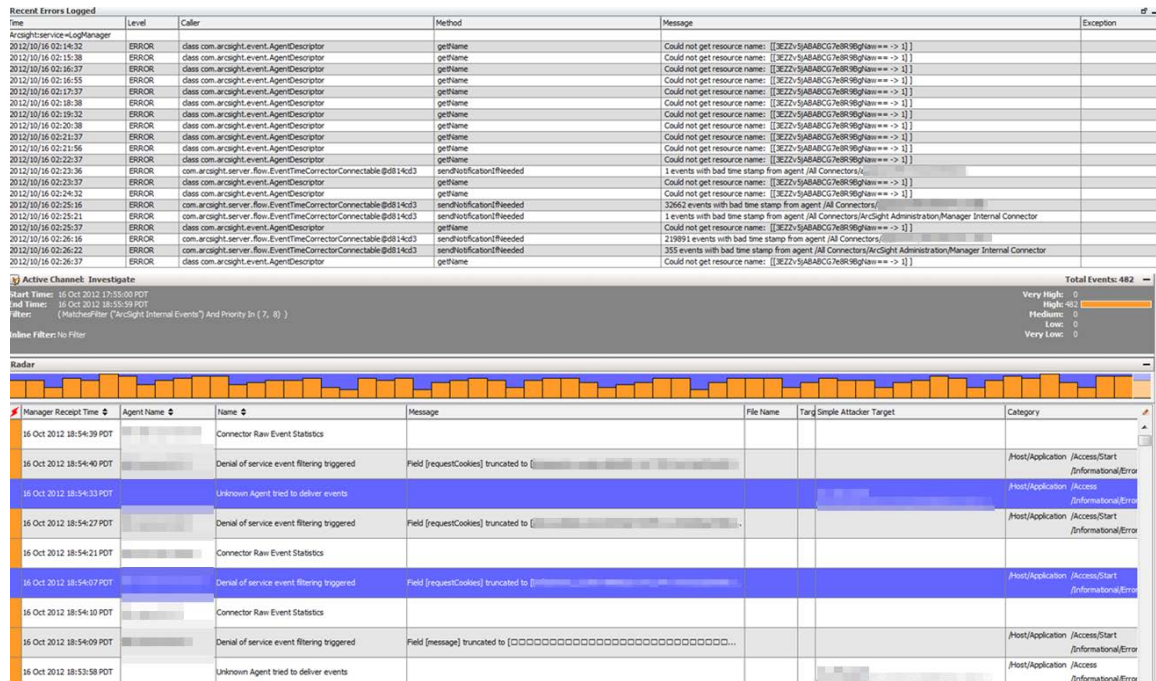 Recent Errors Logged
Time Level Caller Method Message Exception
Arcsight:service=LogManager
2012/10/16 02:14:32 ERROR class com.arcsight.event.AgentDescriptor getName Could not get resource name: [[3EZZv5jABABCG7e8R9BgNaw== -> 1] ]
2012/10/16 02:15:38 ERROR class com.arcsight.event.AgentDescriptor getName Could not get resource name: [[3EZZv5jABABCG7e8R9BgNaw== -> 1] ]
2012/10/16 02:16:37 ERROR class com.arcsight.event.AgentDescriptor getName Could not get resource name: [[3EZZv5jABABCG7e8R9BgNaw== -> 1] ]
2012/10/16 02:16:55 ERROR class com.arcsight.event.AgentDescriptor getName Could not get resource name: [[3EZZv5jABABCG7e8R9BgNaw== -> 1] ]
2012/10/16 02:17:37 ERROR class com.arcsight.event.AgentDescriptor getName Could not get resource name: [[3EZZv5jABABCG7e8R9BgNaw== -> 1] ]
2012/10/16 02:18:38 ERROR class com.arcsight.event.AgentDescriptor getName Could not get resource name: [[3EZZv5jABABCG7e8R9BgNaw== -> 1] ]
2012/10/16 02:19:32 ERROR class com.arcsight.event.AgentDescriptor getName Could not get resource name: [[3EZZv5jABABCG7e8R9BgNaw== -> 1] ]
2012/10/16 02:20:38 ERROR class com.arcsight.event.AgentDescriptor getName Could not get resource name: [[3EZZv5jABABCG7e8R9BgNaw== -> 1] ]
2012/10/16 02:21:37 ERROR class com.arcsight.event.AgentDescriptor getName Could not get resource name: [[3EZZv5jABABCG7e8R9BgNaw== -> 1] ]
2012/10/16 02:21:56 ERROR class com.arcsight.event.AgentDescriptor getName Could not get resource name: [[3EZZv5jABABCG7e8R9BgNaw== -> 1] ]
2012/10/16 02:22:37 ERROR class com.arcsight.event.AgentDescriptor getName Could not get resource name: [[3EZZv5jABABCG7e8R9BgNaw== -> 1] ]
2012/10/16 02:23:36 ERROR com.arcsight.server.flow.EventTimeCorrectorConnectable@d814cd3 sendNotificationIfNeeded 1 events with bad time stamp from agent /All Connectors/
2012/10/16 02:23:37 ERROR class com.arcsight.event.AgentDescriptor getName Could not get resource name: [[3EZZv5jABABCG7e8R9BgNaw== -> 1] ]
2012/10/16 02:24:32 ERROR class com.arcsight.event.AgentDescriptor getName Could not get resource name: [[3EZZv5jABABCG7e8R9BgNaw== -> 1] ]
2012/10/16 02:25:16 ERROR com.arcsight.server.flow.EventTimeCorrectorConnectable@d814cd3 sendNotificationIfNeeded 32662 events with bad time stamp from agent /All Connectors/
2012/10/16 02:25:21 ERROR com.arcsight.server.flow.EventTimeCorrectorConnectable@d814cd3 sendNotificationIfNeeded 1 events with bad time stamp from agent /All Connectors/ArcSight Administration/Manager Internal Connector
2012/10/16 02:25:37 ERROR class com.arcsight.event.AgentDescriptor getName Could not get resource name: [[3EZZv5jABABCG7e8R9BgNaw== -> 1] ]
2012/10/16 02:26:16 ERROR com.arcsight.server.flow.EventTimeCorrectorConnectable@d814cd3 sendNotificationIfNeeded 219891 events with bad time stamp from agent /All Connectors/
2012/10/16 02:26:22 ERROR com.arcsight.server.flow.EventTimeCorrectorConnectable@d814cd3 sendNotificationIfNeeded 355 events with bad time stamp from agent /All Connectors/ArcSight Administration/Manager Internal Connector
2012/10/16 02:26:37 ERROR class com.arcsight.event.AgentDescriptor getName Could not get resource name: [[3EZZv5jABABCG7e8R9BgNaw== -> 1] ]
Active Channel: Investigate Total Events: 482
Start Time: 16 Oct 2012 17:55:00 PDT Very High: 0
End Time: 16 Oct 2012 18:55:59 PDT High: 482
Filter: ( MatchesFilter ("ArcSight Internal Events") And Priority In { 7, 8} ) Medium: 0
Low: 0
Inline Filter: No Filter Very Low: 0
Radar
Manager Receipt Time Agent Name Name Message File Name Targ Simple Attacker Target Category
16 Oct 2012 18:54:39 PDT Connector Raw Event Statistics
16 Oct 2012 18:54:40 PDT Denial of service event filtering triggered Field [requestCookies] truncated to [ /Host/Application /Access/Start
/Informational/Error
16 Oct 2012 18:54:33 PDT Unknown Agent tried to deliver events /Host/Application /Access
/Informational/Error
16 Oct 2012 18:54:27 PDT Denial of service event filtering triggered Field [requestCookies] truncated to [ /Host/Application /Access/Start
/Informational/Error
16 Oct 2012 18:54:21 PDT Connector Raw Event Statistics
16 Oct 2012 18:54:07 PDT Denial of service event filtering triggered Field [requestCookies] truncated to [ /Host/Application /Access/Start
/Informational/Error
16 Oct 2012 18:54:10 PDT Connector Raw Event Statistics
16 Oct 2012 18:54:09 PDT Denial of service event filtering triggered Field [message] truncated to [□□□□□□□□□□□□□□□□□□□□□□□□□□□□... /Host/Application /Access/Start
/Informational/Error
16 Oct 2012 18:53:58 PDT Unknown Agent tried to deliver events /Host/Application /Access
/Informational/Error